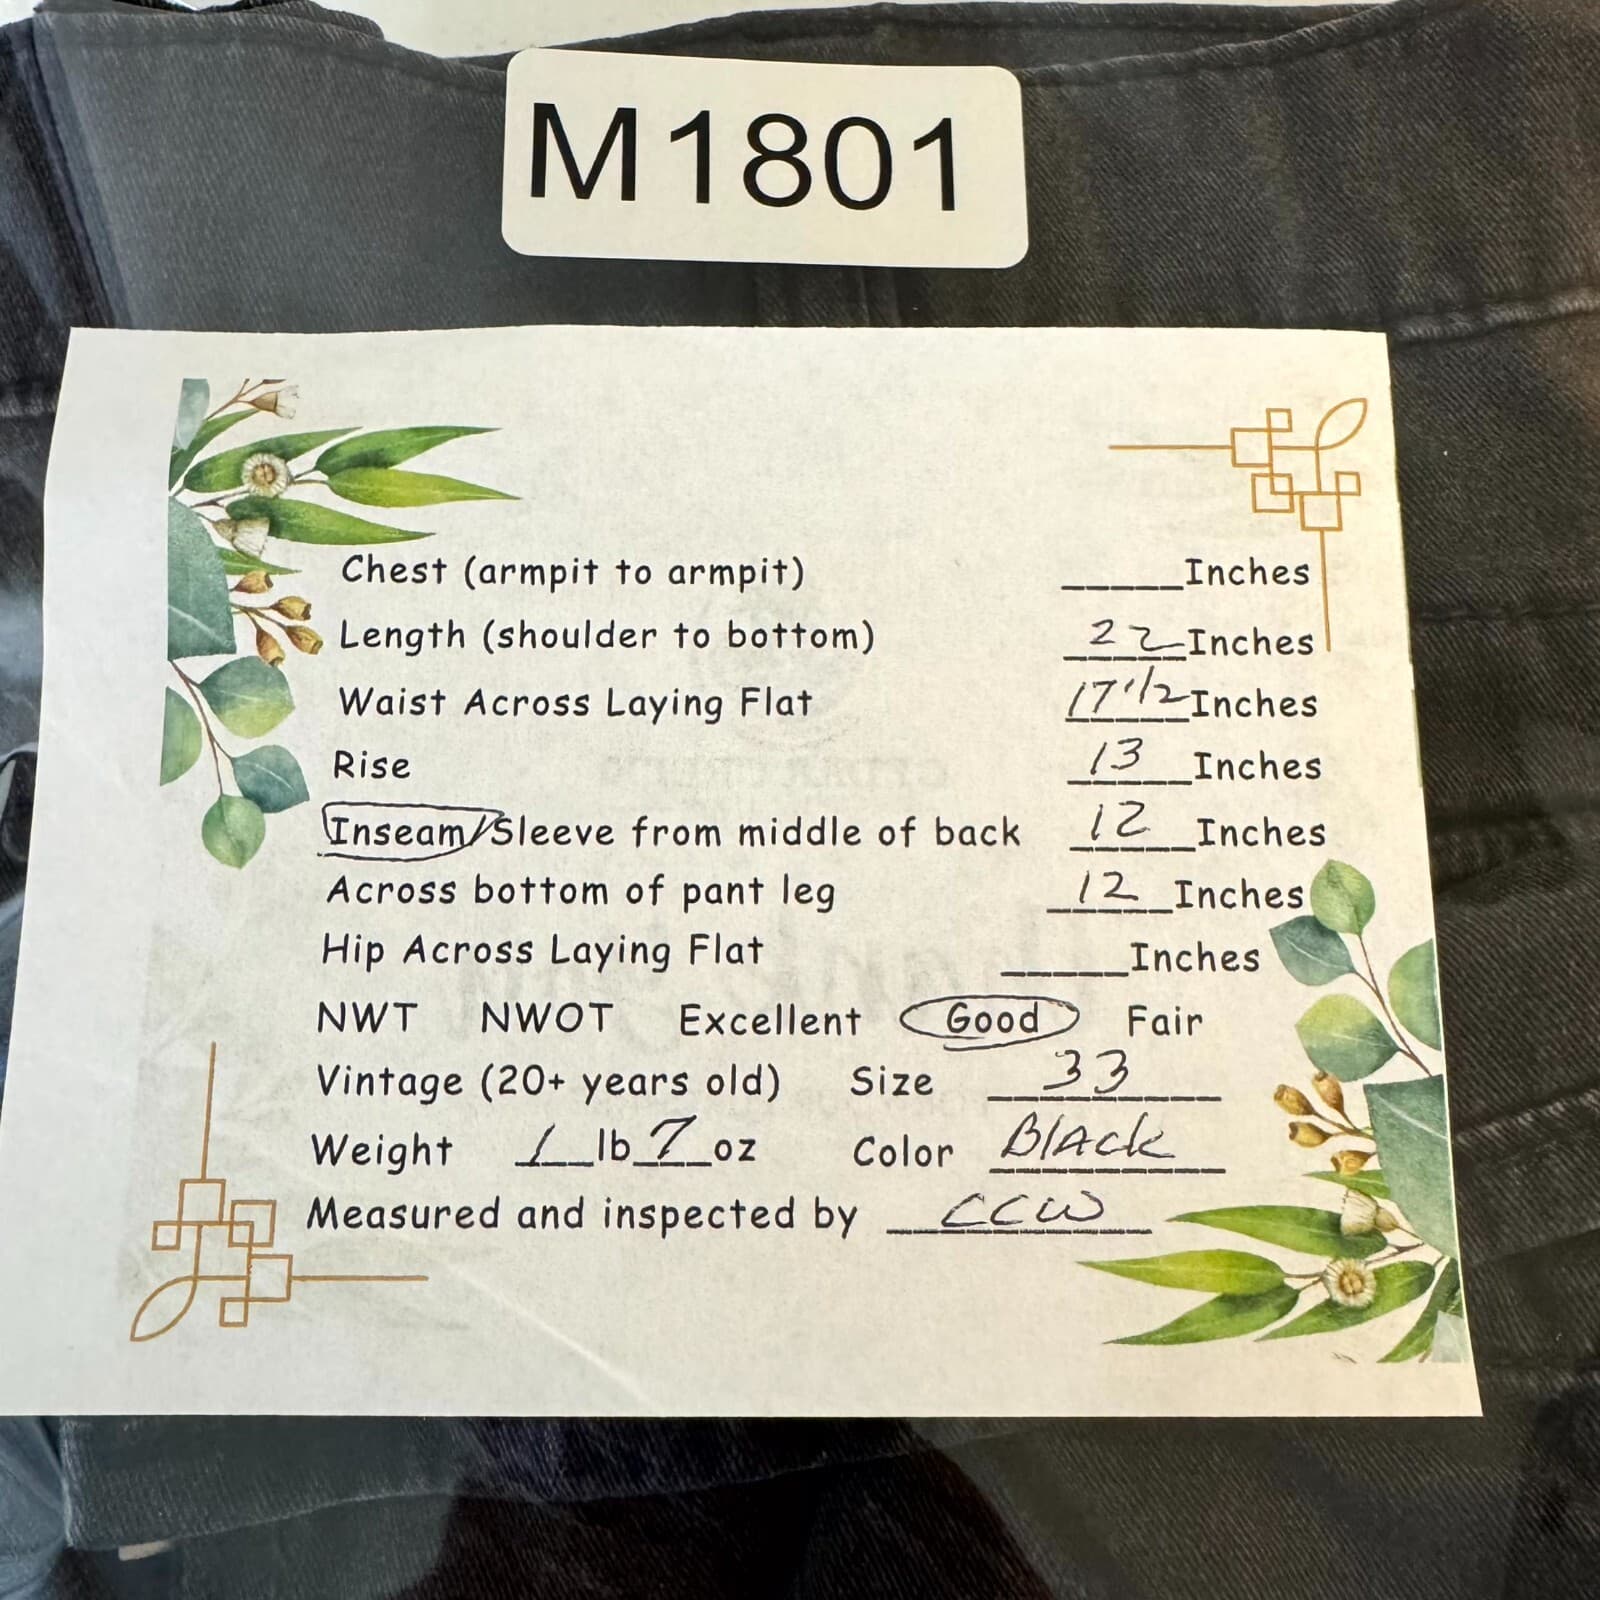 M1801
Chest (armpit to armpit) _____Inches
Length (shoulder to bottom) 22 Inches
Waist Across Laying Flat 17 1/2 Inches
Rise 13 Inches
Inseam/Sleeve from middle of back 12 Inches
Across bottom of pant leg 12 Inches
Hip Across Laying Flat _____Inches
NWT NWOT Excellent Good Fair
Vintage (20+ years old) Size 33
Weight 1 lb 7 oz Color Black
Measured and inspected by CCW